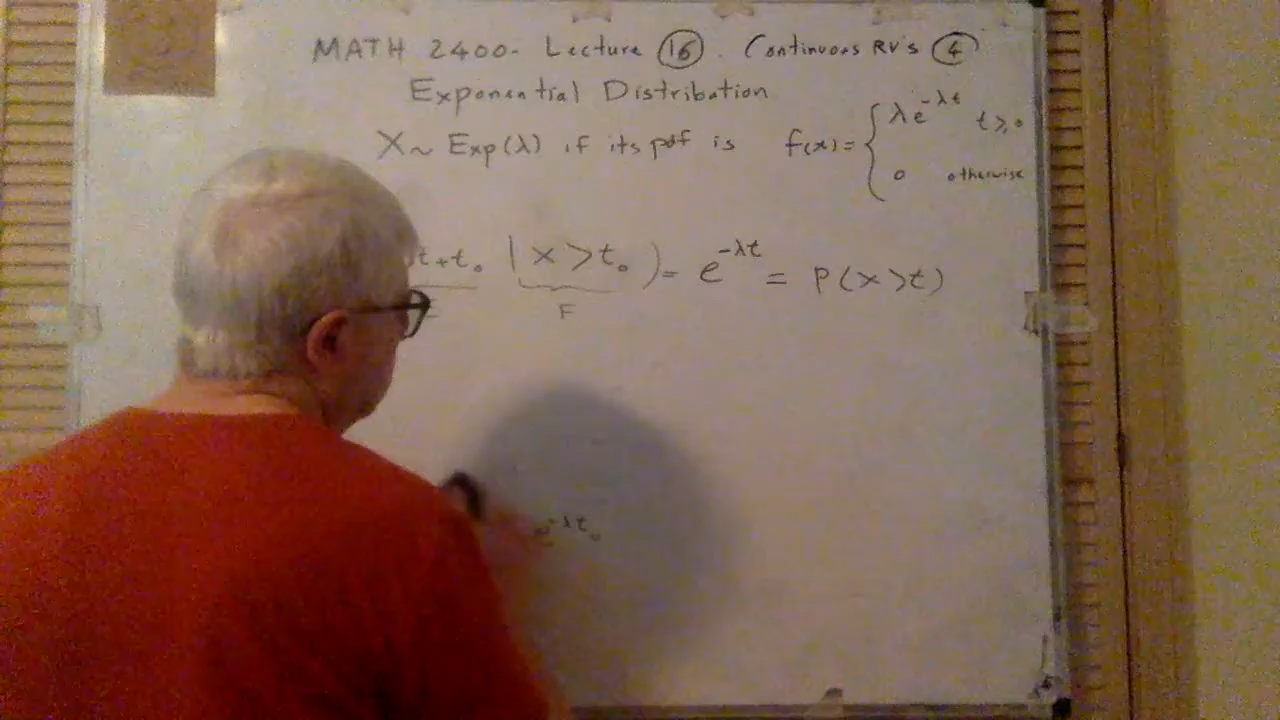 MATH 2400- Lecture 16. Continuous RV's 4
Exponential Distribution
X ~ Exp(λ) if its pdf is f(x) = { λe^{-λt} t ≥ 0
0 otherwise
t+t₀ | X > t₀ ) = e^{-λt} = P(X > t)
F
e^{-λt₀}